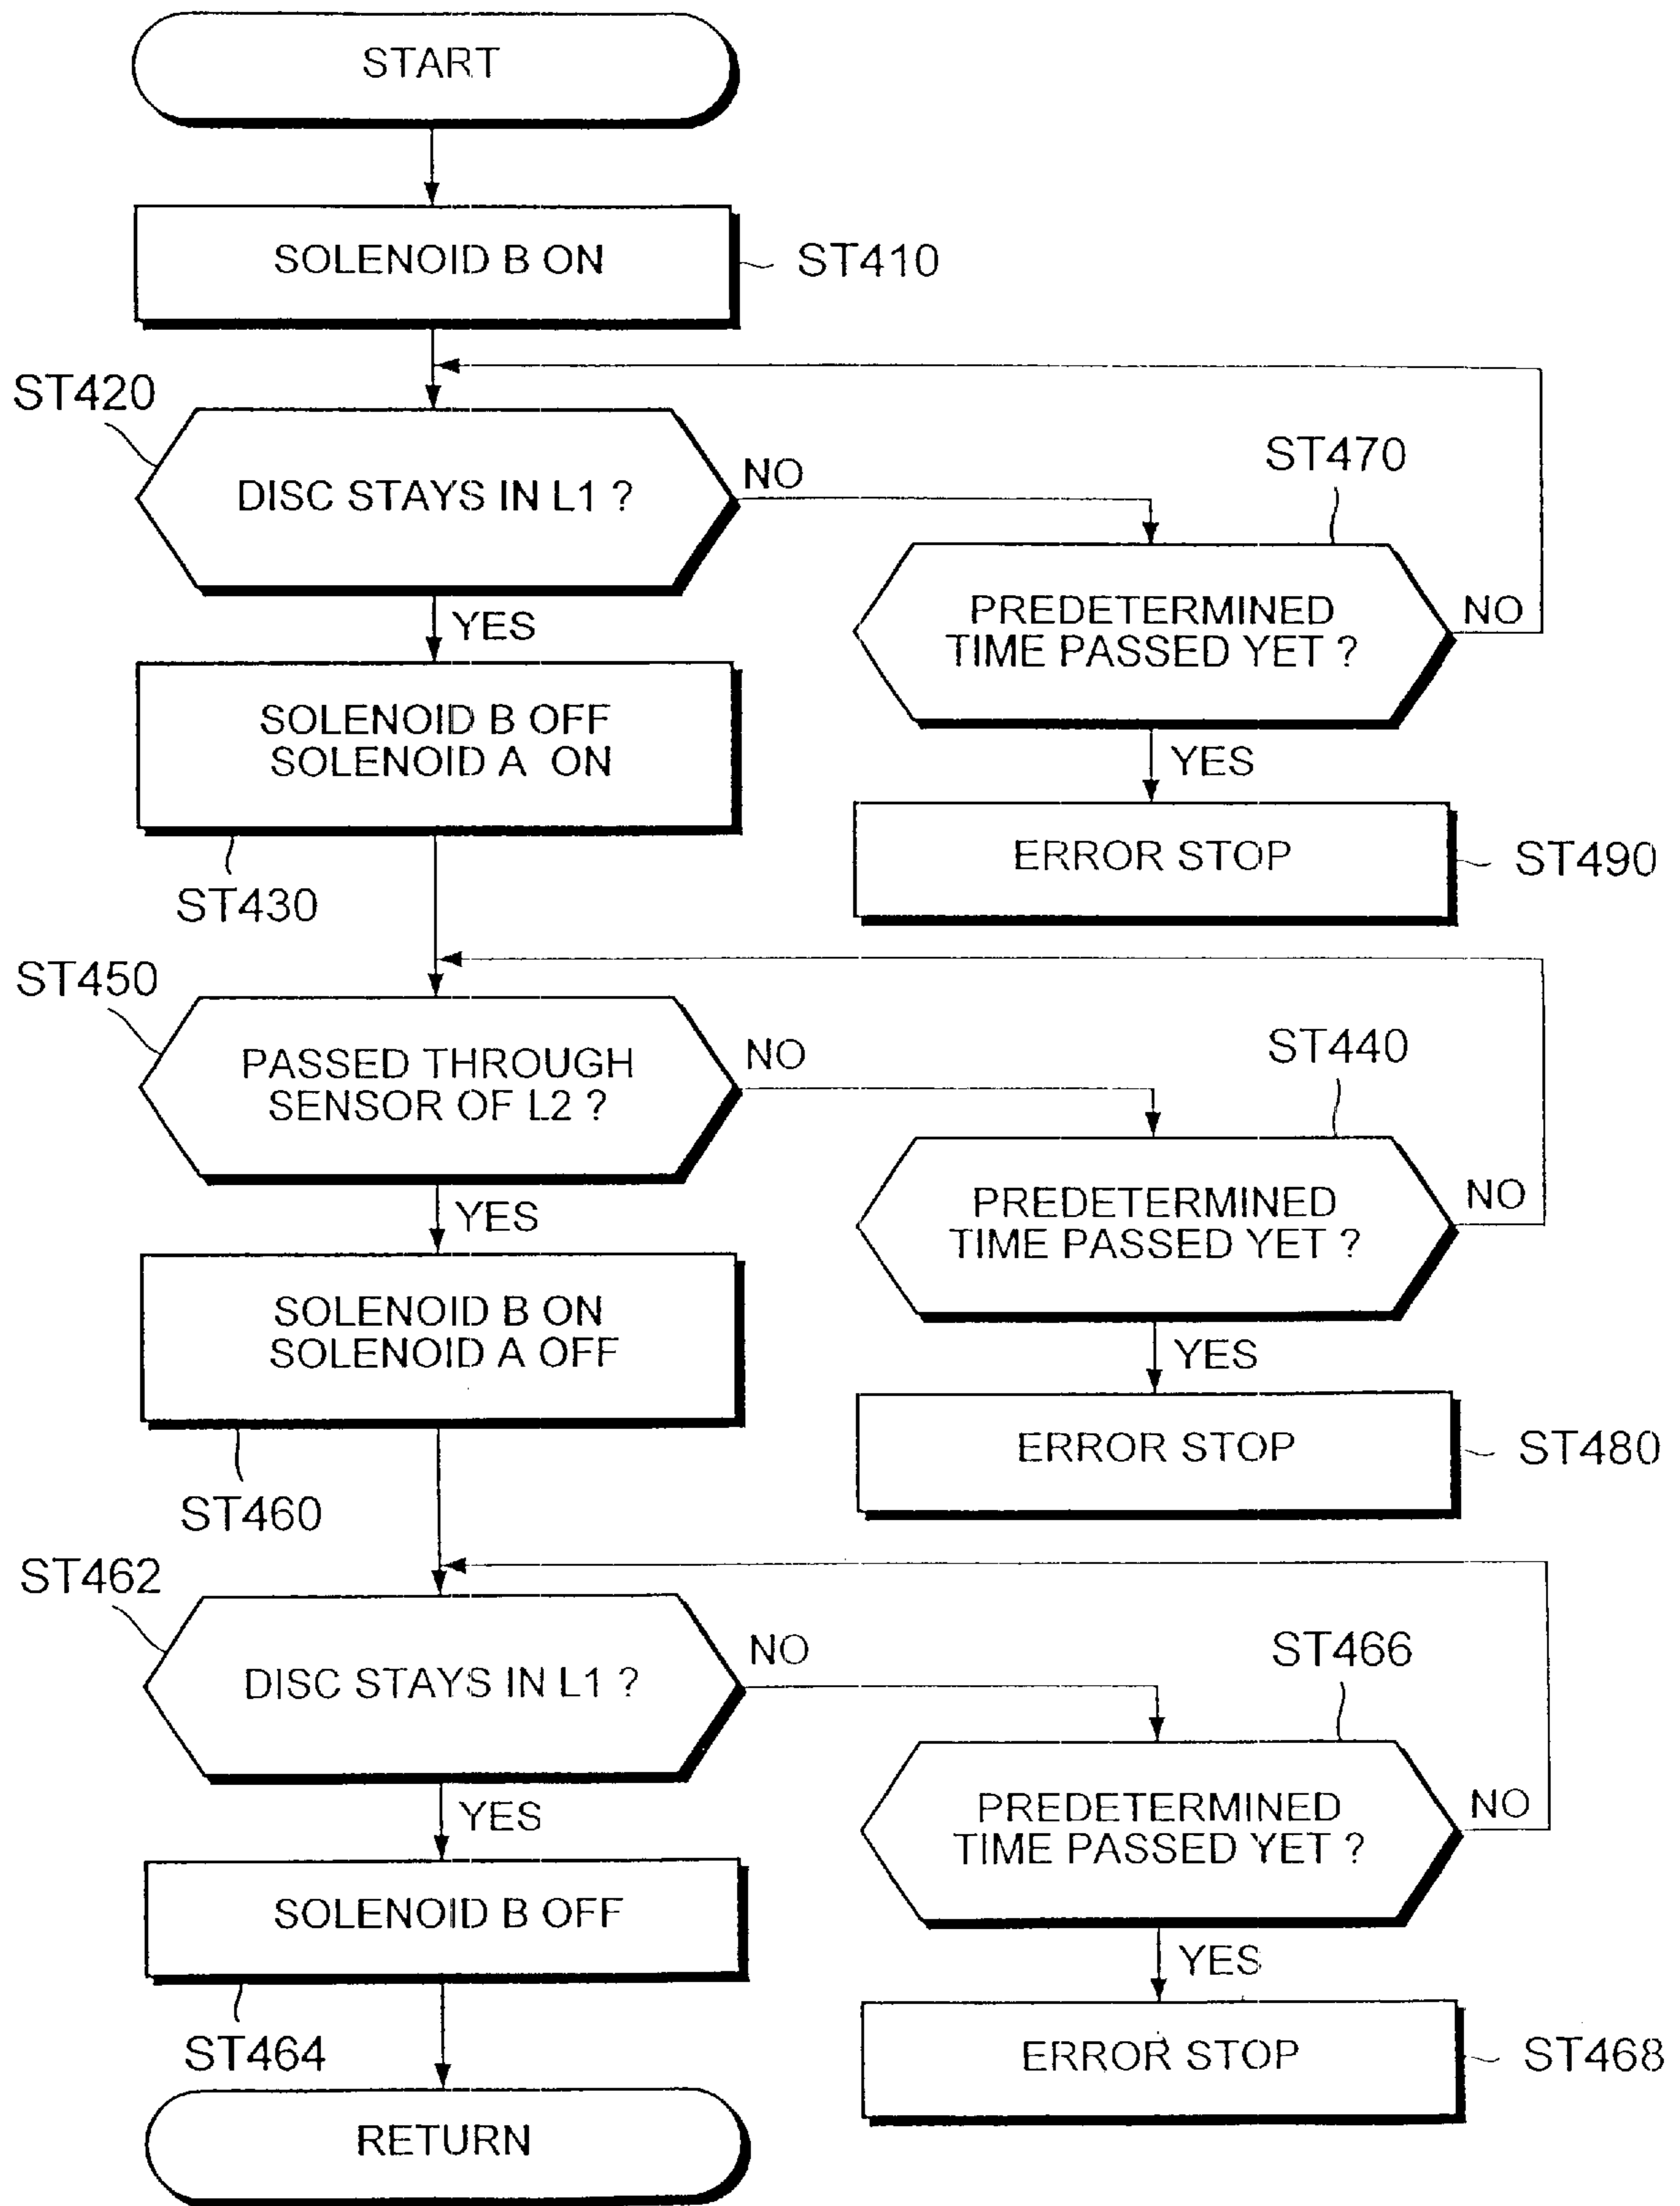 START
SOLENOID B ON
ST410
ST420
DISC STAYS IN L1 ?
NO
ST470
YES
PREDETERMINED
TIME PASSED YET ?
NO
SOLENOID B OFF
SOLENOID A ON
ST430
YES
ERROR STOP
ST490
ST450
PASSED THROUGH
SENSOR OF L2 ?
NO
ST440
YES
PREDETERMINED
TIME PASSED YET ?
NO
SOLENOID B ON
SOLENOID A OFF
ST460
YES
ERROR STOP
ST480
ST462
DISC STAYS IN L1 ?
NO
ST466
YES
PREDETERMINED
TIME PASSED YET ?
NO
SOLENOID B OFF
ST464
YES
ERROR STOP
ST468
RETURN